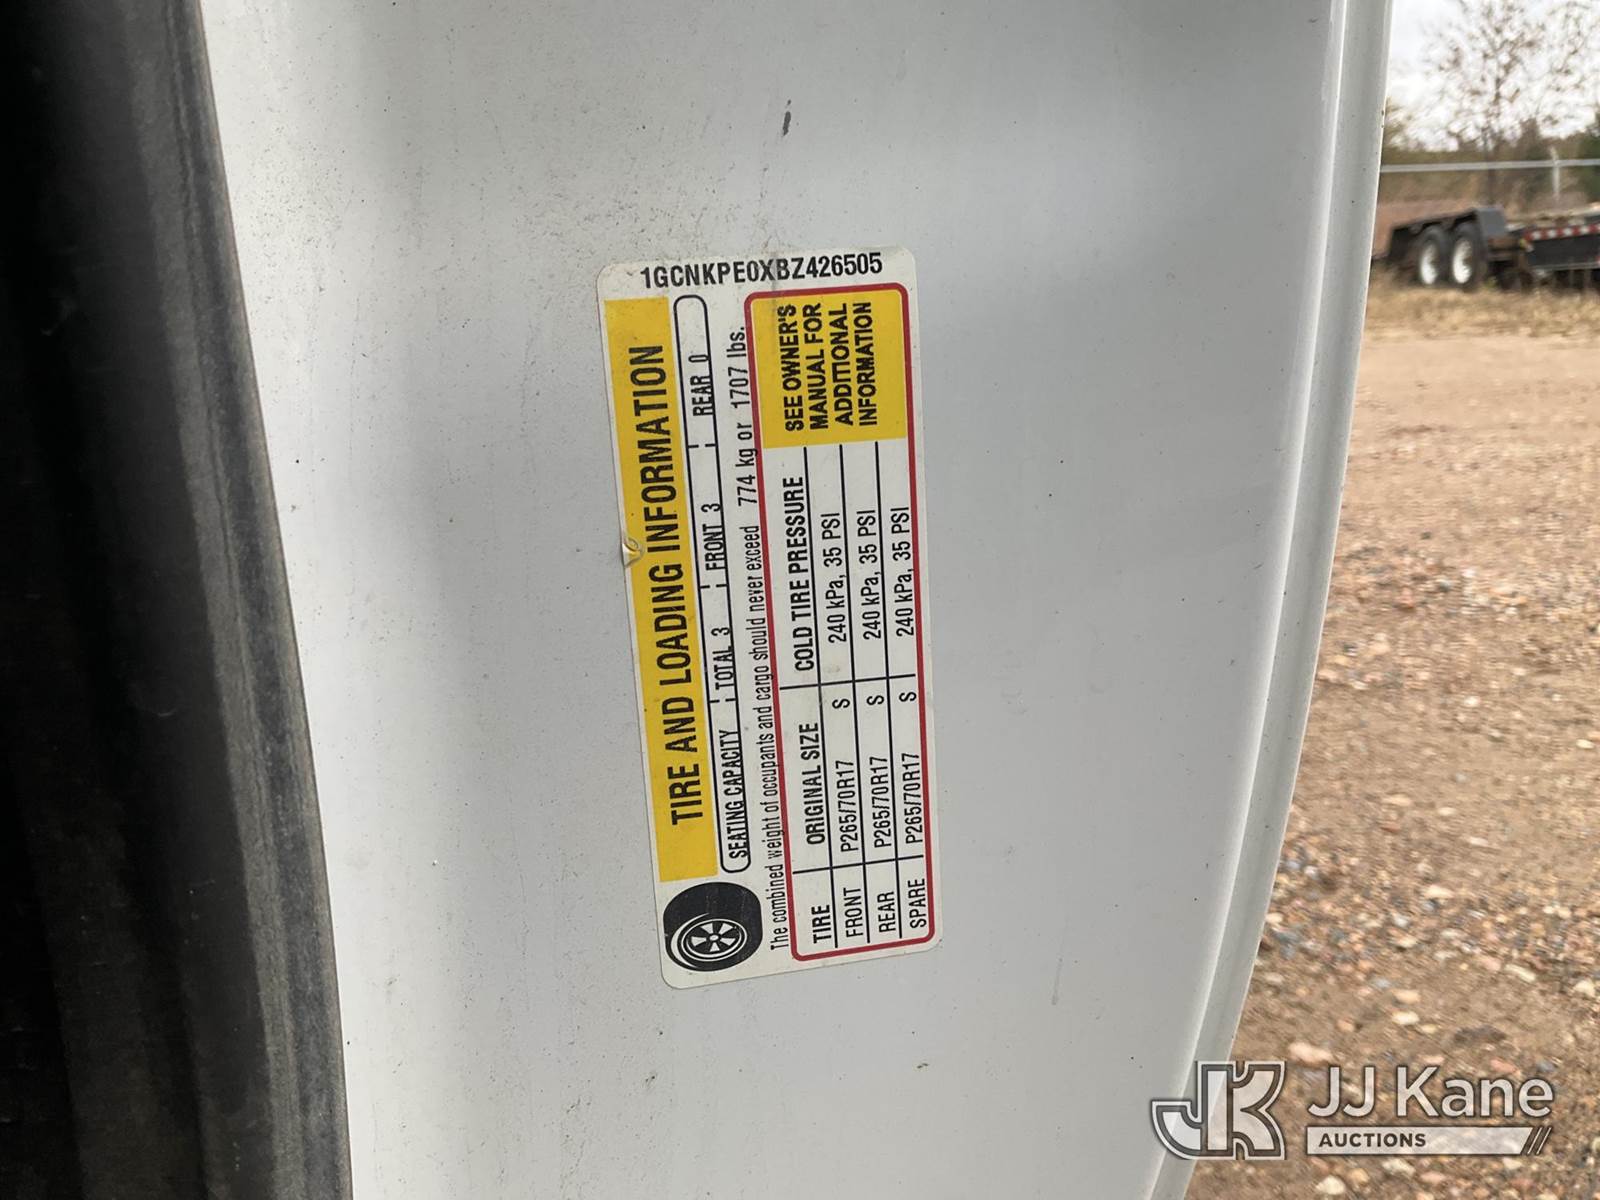 1GCNKPE0XBZ426505
TIRE AND LOADING INFORMATION
SEATING CAPACITY TOTAL 3 FRONT 3 REAR 0
The combined weight of occupants and cargo should never exceed 774 kg or 1707 lbs.
TIRE ORIGINAL SIZE COLD TIRE PRESSURE
FRONT P265/70R17 S 240 kPa, 35 PSI
REAR P265/70R17 S 240 kPa, 35 PSI
SPARE P265/70R17 S 240 kPa, 35 PSI
SEE OWNER'S
MANUAL FOR
ADDITIONAL
INFORMATION
JK JJ Kane
AUCTIONS